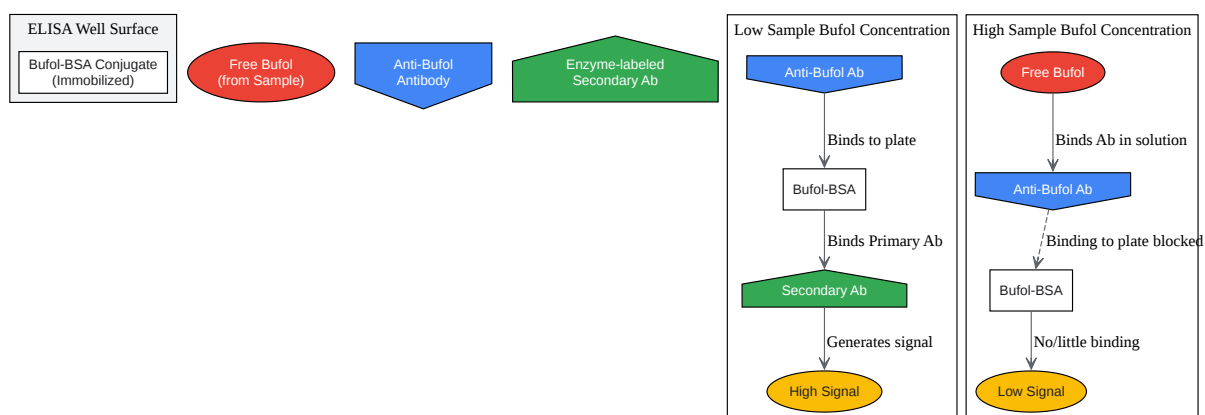 ELISA Well Surface
Bufol-BSA Conjugate
(Immobilized)
Free Bufol
(from Sample)
Anti-Bufol
Antibody
Enzyme-labeled
Secondary Ab
Low Sample Bufol Concentration
Anti-Bufol Ab
Binds to plate
Bufol-BSA
Binds Primary Ab
Secondary Ab
Generates signal
High Signal
High Sample Bufol Concentration
Free Bufol
Binds Ab in solution
Anti-Bufol Ab
Binding to plate blocked
Bufol-BSA
No/little binding
Low Signal